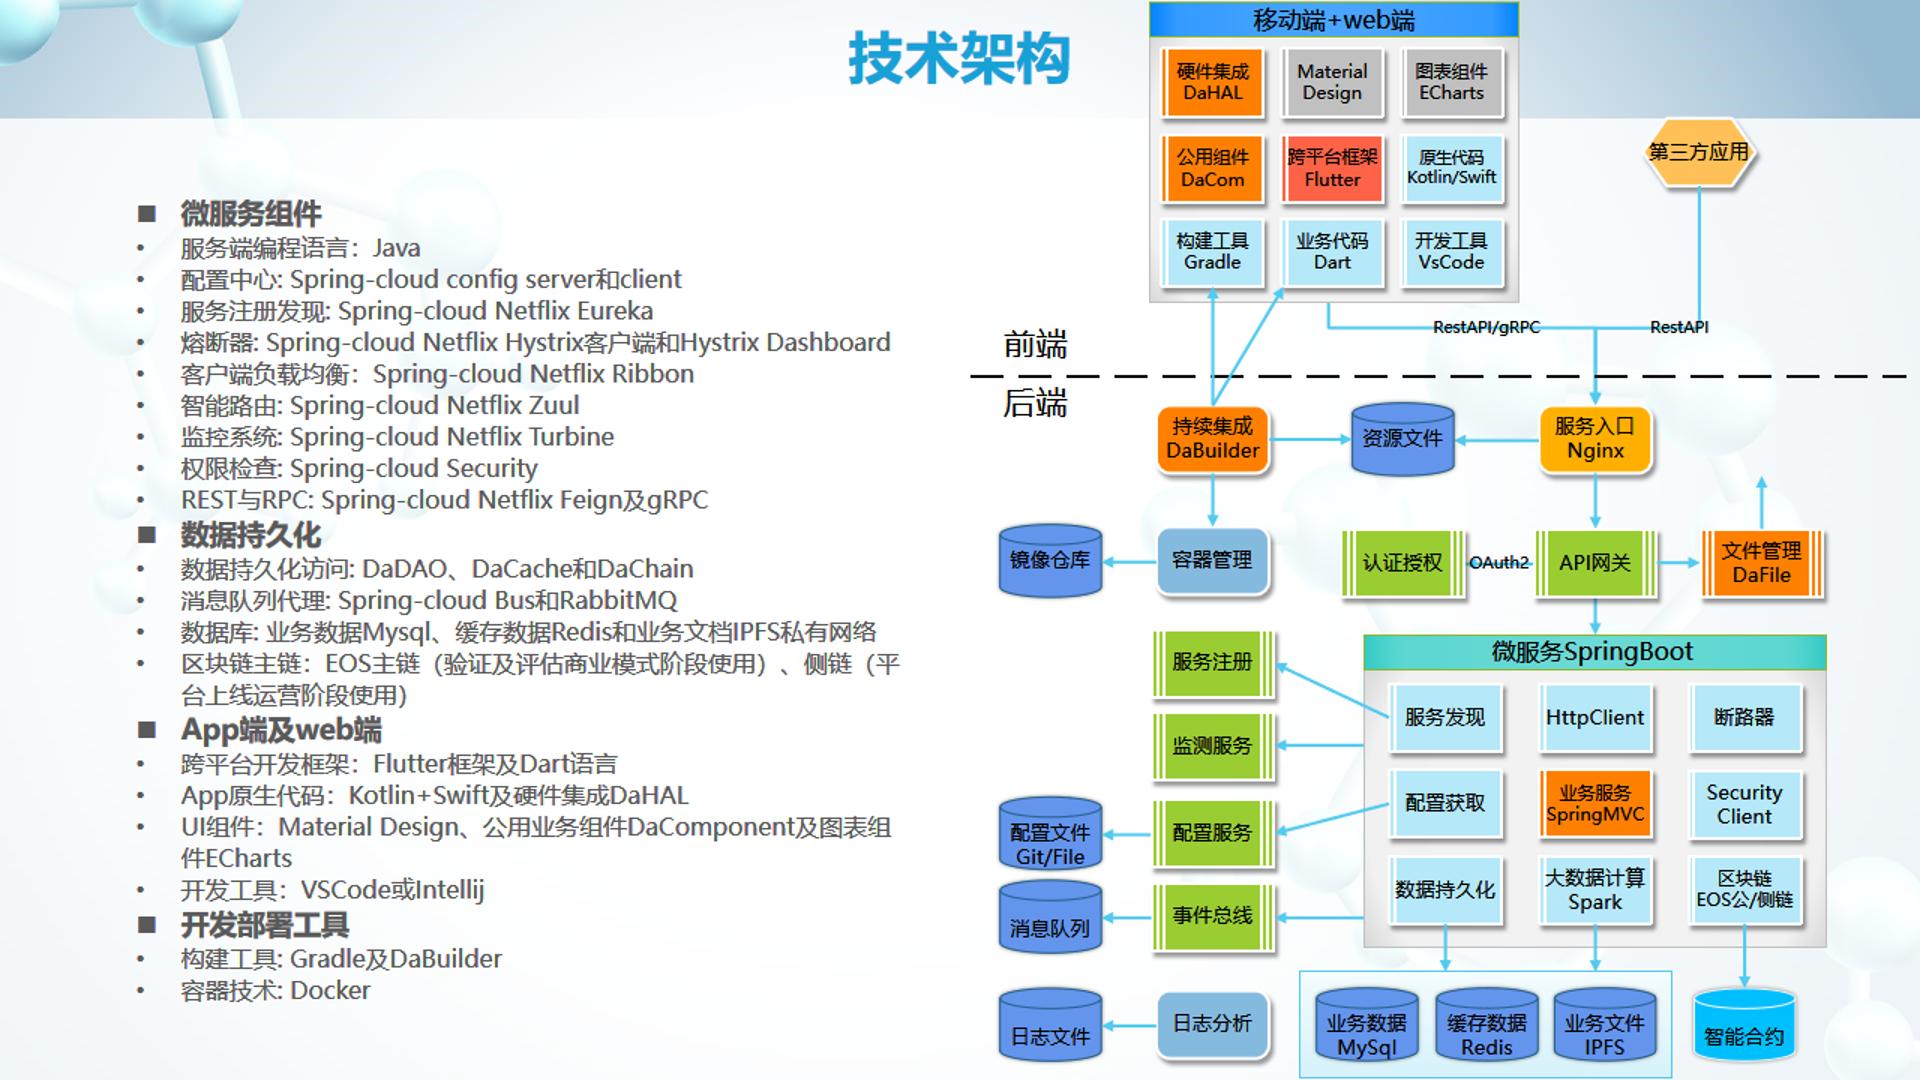 技术架构
微服务组件
服务端编程语言：Java
配置中心: Spring-cloud config server和client
服务注册发现: Spring-cloud Netflix Eureka
熔断器: Spring-cloud Netflix Hystrix客户端和Hystrix Dashboard
客户端负载均衡：Spring-cloud Netflix Ribbon
智能路由: Spring-cloud Netflix Zuul
监控系统: Spring-cloud Netflix Turbine
权限检查: Spring-cloud Security
REST与RPC: Spring-cloud Netflix Feign及gRPC
数据持久化
数据持久化访问: DaDAO、DaCache和DaChain
消息队列代理: Spring-cloud Bus和RabbitMQ
数据库: 业务数据Mysql、缓存数据Redis和业务文档IPFS私有网络
区块链主链：EOS主链（验证及评估商业模式阶段使用）、侧链（平
台上线运营阶段使用）
App端及web端
跨平台开发框架：Flutter框架及Dart语言
App原生代码：Kotlin+Swift及硬件集成DaHAL
UI组件：Material Design、公用业务组件DaComponent及图表组
件ECharts
开发工具：VSCode或Intellij
开发部署工具
构建工具: Gradle及DaBuilder
容器技术: Docker
移动端+web端
硬件集成
DaHAL
Material
Design
图表组件
ECharts
公用组件
DaCom
跨平台框架
Flutter
原生代码
Kotlin/Swift
构建工具
Gradle
业务代码
Dart
开发工具
VsCode
第三方应用
RestAPI/gRPC
RestAPI
前端
后端
持续集成
DaBuilder
资源文件
服务入口
Nginx
镜像仓库
容器管理
认证授权
OAuth2
API网关
文件管理
DaFile
微服务SpringBoot
服务注册
服务发现
HttpClient
断路器
监测服务
配置获取
业务服务
SpringMVC
Security
Client
配置文件
Git/File
配置服务
数据持久化
大数据计算
Spark
区块链
EOS公/侧链
消息队列
事件总线
日志文件
日志分析
业务数据
MySql
缓存数据
Redis
业务文件
IPFS
智能合约